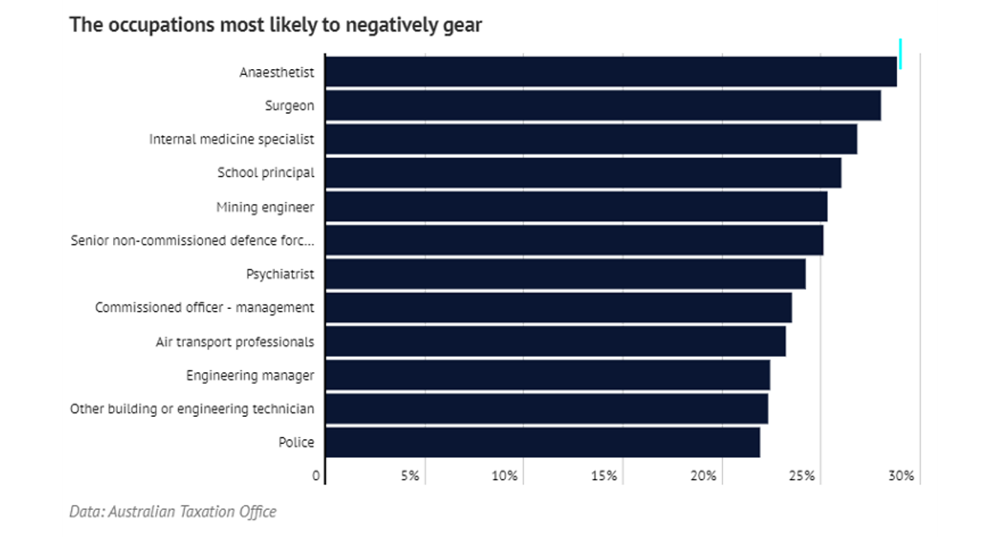 The occupations most likely to negatively gear
Anaesthetist
Surgeon
Internal medicine specialist
School principal
Mining engineer
Senior non-commissioned defence forc...
Psychiatrist
Commissioned officer - management
Air transport professionals
Engineering manager
Other building or engineering technician
Police
0 5% 10% 15% 20% 25% 30%
Data: Australian Taxation Office